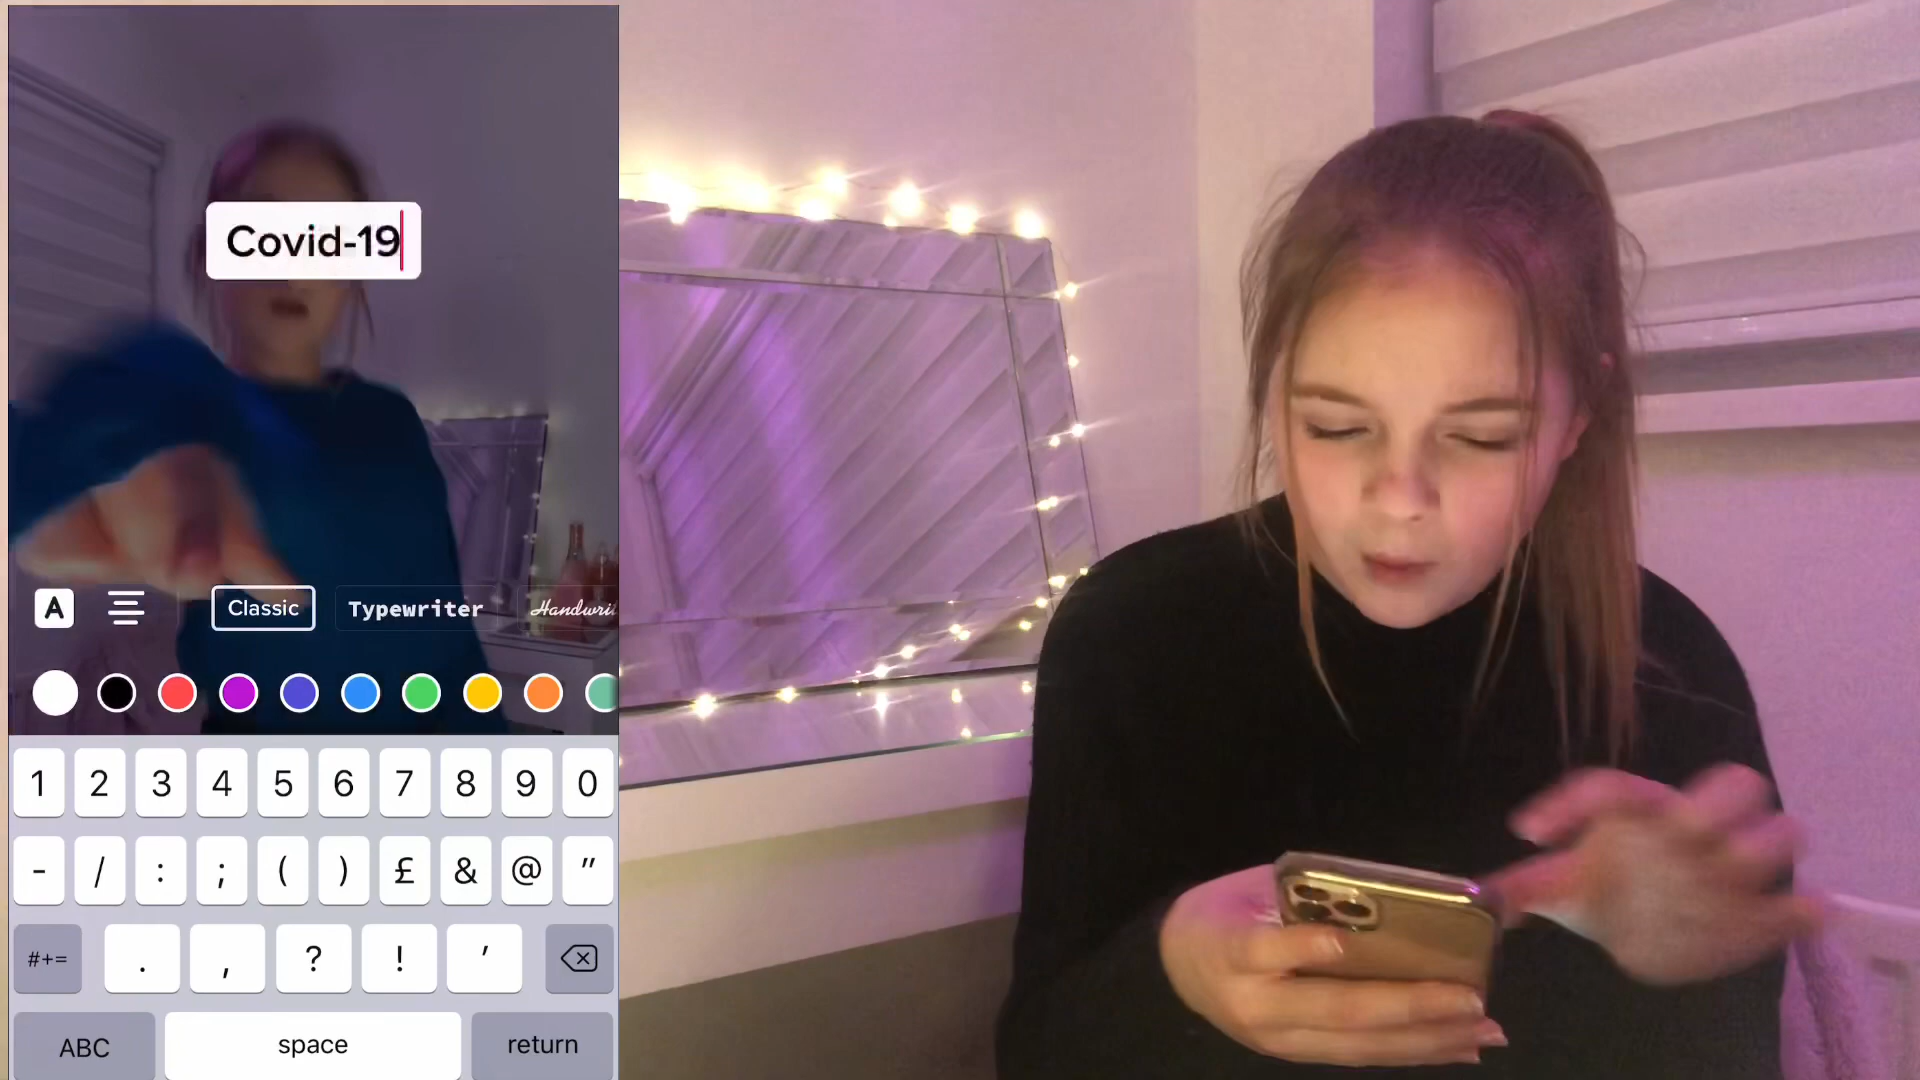 Covid-19
A
Classic Typewriter Handwri
1 2 3 4 5 6 7 8 9 0
- / : ; ( ) £ & @ "
#+= . , ? ! '
ABC space return